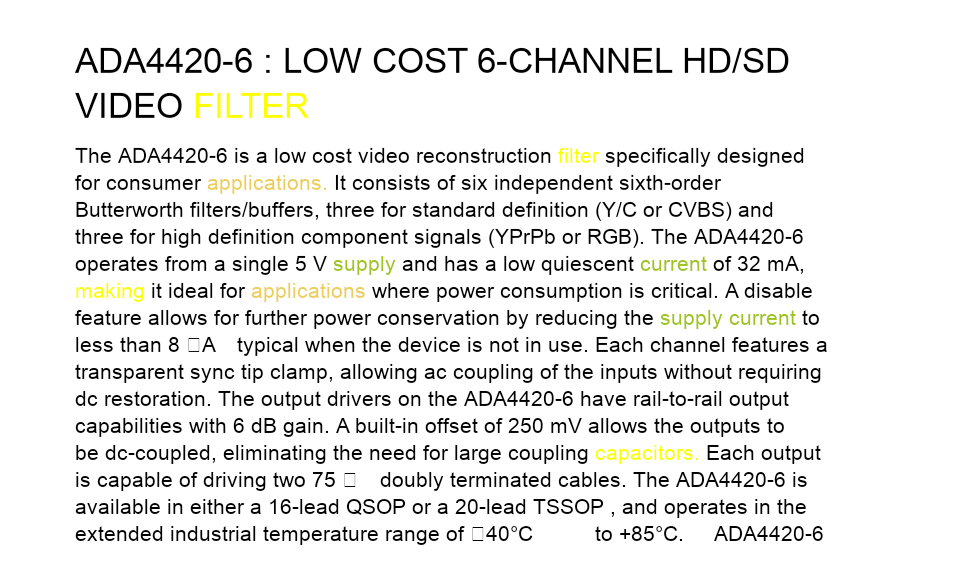 ADA4420-6 : LOW COST 6-CHANNEL HD/SD
VIDEO FILTER
The ADA4420-6 is a low cost video reconstruction filter specifically designed
for consumer applications. It consists of six independent sixth-order
Butterworth filters/buffers, three for standard definition (Y/C or CVBS) and
three for high definition component signals (YPrPb or RGB). The ADA4420-6
operates from a single 5 V supply and has a low quiescent current of 32 mA,
making it ideal for applications where power consumption is critical. A disable
feature allows for further power conservation by reducing the supply current to
less than 8 □A typical when the device is not in use. Each channel features a
transparent sync tip clamp, allowing ac coupling of the inputs without requiring
dc restoration. The output drivers on the ADA4420-6 have rail-to-rail output
capabilities with 6 dB gain. A built-in offset of 250 mV allows the outputs to
be dc-coupled, eliminating the need for large coupling capacitors. Each output
is capable of driving two 75 □ doubly terminated cables. The ADA4420-6 is
available in either a 16-lead QSOP or a 20-lead TSSOP , and operates in the
extended industrial temperature range of □40°C to +85°C. ADA4420-6